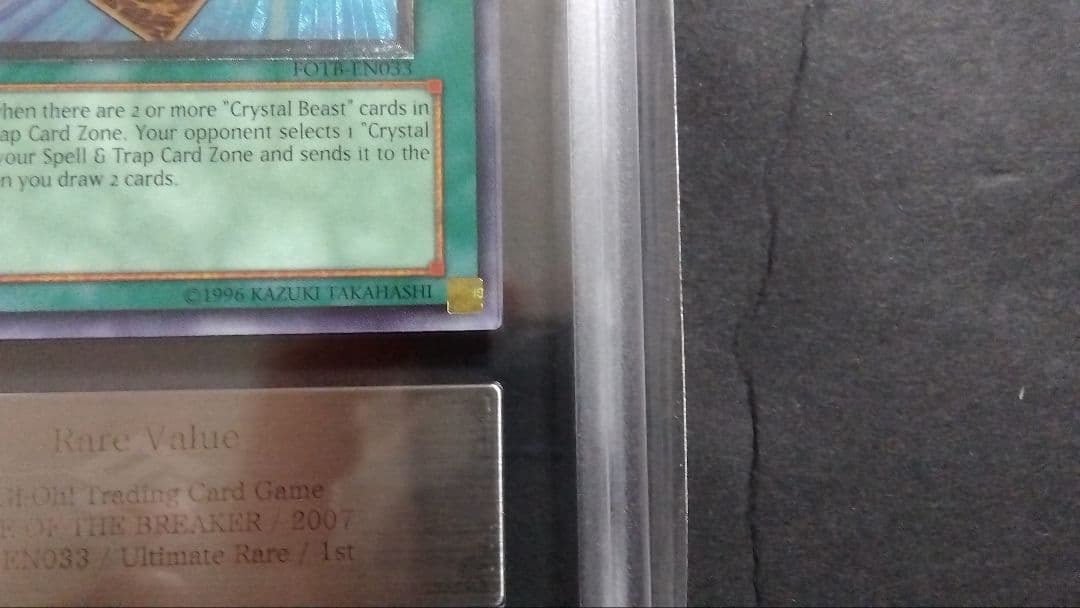 FOTB-EN033
hen there are 2 or more "Crystal Beast" cards in
ap Card Zone. Your opponent selects 1 "Crystal
our Spell & Trap Card Zone and sends it to the
n you draw 2 cards.
©1996 KAZUKI TAKAHASHI
Rare Value
Gi-Oh! Trading Card Game
E OF THE BREAKER / 2007
EN033 / Ultimate Rare / 1st